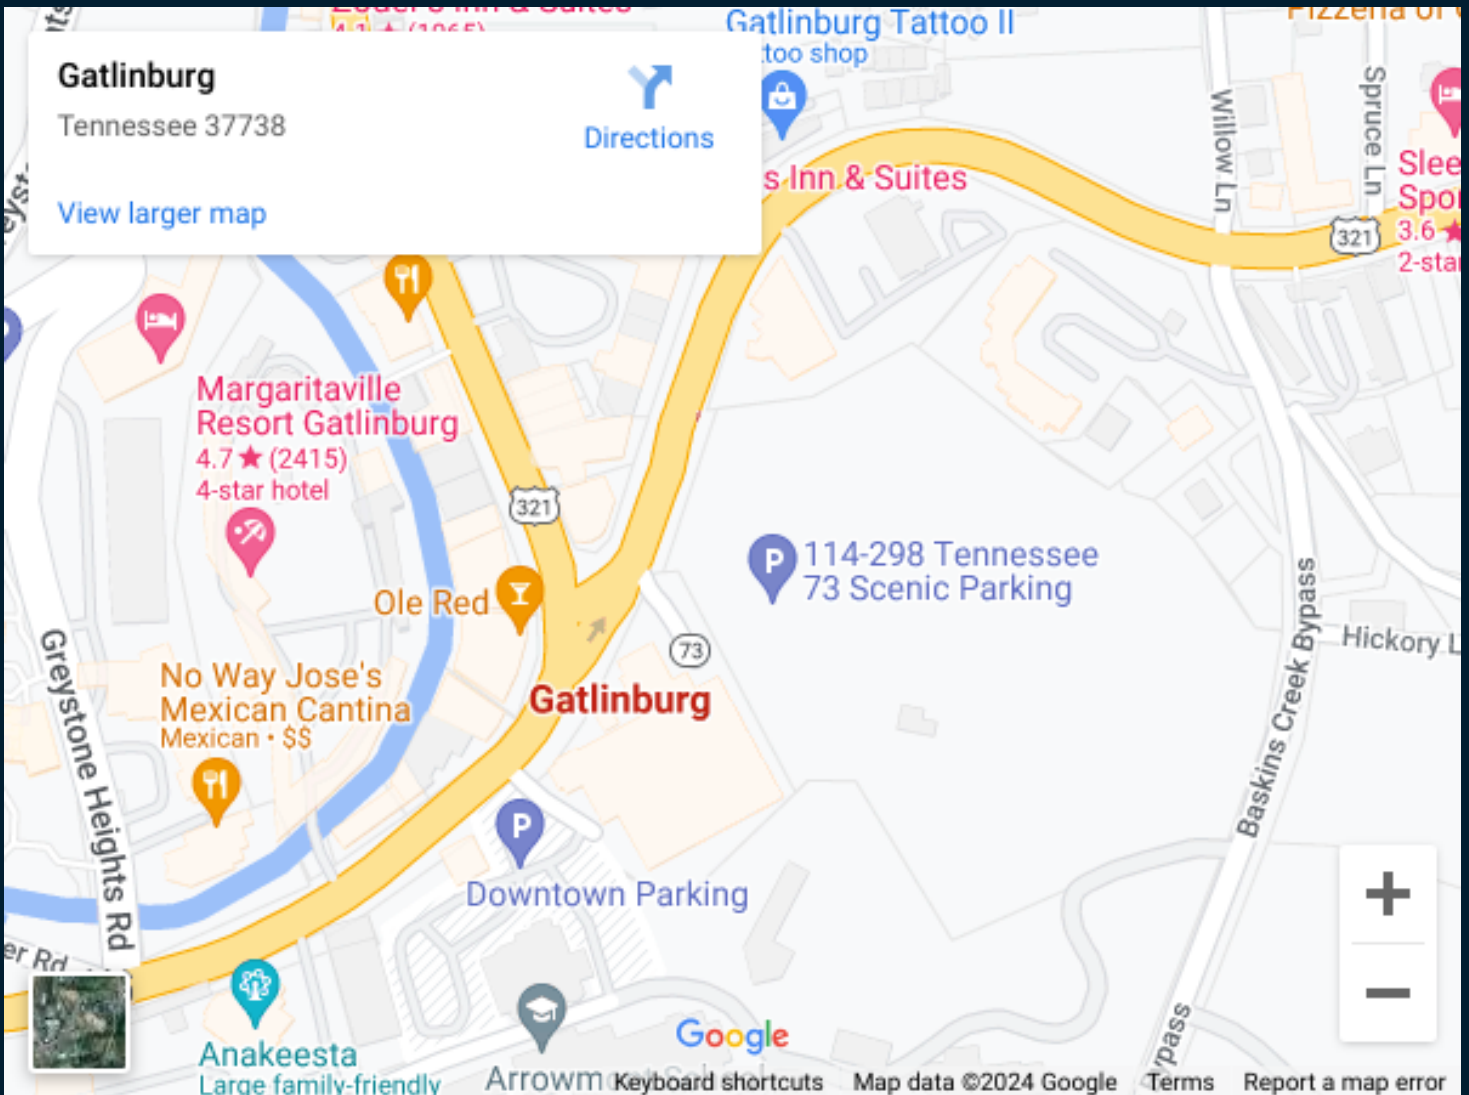 Gatlinburg Tattoo II
too shop
Gatlinburg
Tennessee 37738
Directions
View larger map
s Inn & Suites
Willow Ln
Spruce Ln
321
3.6
Margaritaville
Resort Gatlinburg
4.7 ★ (2415)
4-star hotel
321
114-298 Tennessee
73 Scenic Parking
P
Ole Red
73
Hickory L
No Way Jose's
Mexican Cantina
Mexican • $$
Gatlinburg
Greystone Heights Rd
Baskins Creek Bypass
P
Downtown Parking
+
−
er Rd
Anakeesta
Large family-friendly
Google
Arrowm
Keyboard shortcuts
Map data ©2024 Google
Terms
Report a map error